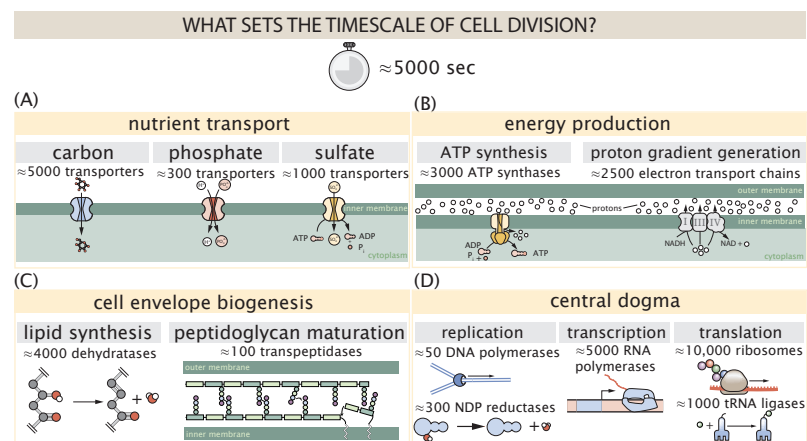 WHAT SETS THE TIMESCALE OF CELL DIVISION?
≈5000 sec
(A)
nutrient transport
carbon
≈5000 transporters
phosphate
≈300 transporters
sulfate
≈1000 transporters
inner membrane
H+
H+
ATP
ADP
Pi
cytoplasm
(B)
energy production
ATP synthesis
≈3000 ATP synthases
proton gradient generation
≈2500 electron transport chains
outer membrane
protons
inner membrane
I III IV
ADP
Pi +
ATP
NADH
NAD +
cytoplasm
(C)
cell envelope biogenesis
lipid synthesis
≈4000 dehydratases
+
peptidoglycan maturation
≈100 transpeptidases
outer membrane
inner membrane
(D)
central dogma
replication
≈50 DNA polymerases
≈300 NDP reductases
+
transcription
≈5000 RNA
polymerases
translation
≈10,000 ribosomes
≈1000 tRNA ligases
+